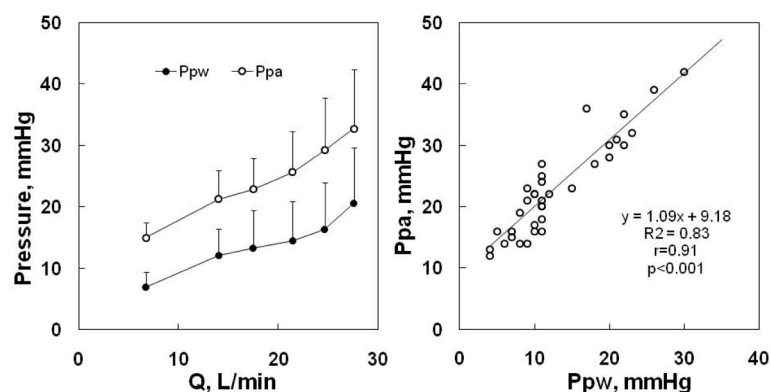 50
40
30
20
10
0
Pressure, mmHg
Ppw Ppa
0 10 20 30
Q, L/min
50
40
30
20
10
0
Ppa, mmHg
y = 1.09x + 9.18
R2 = 0.83
r=0.91
p<0.001
0 10 20 30 40
Ppw, mmHg